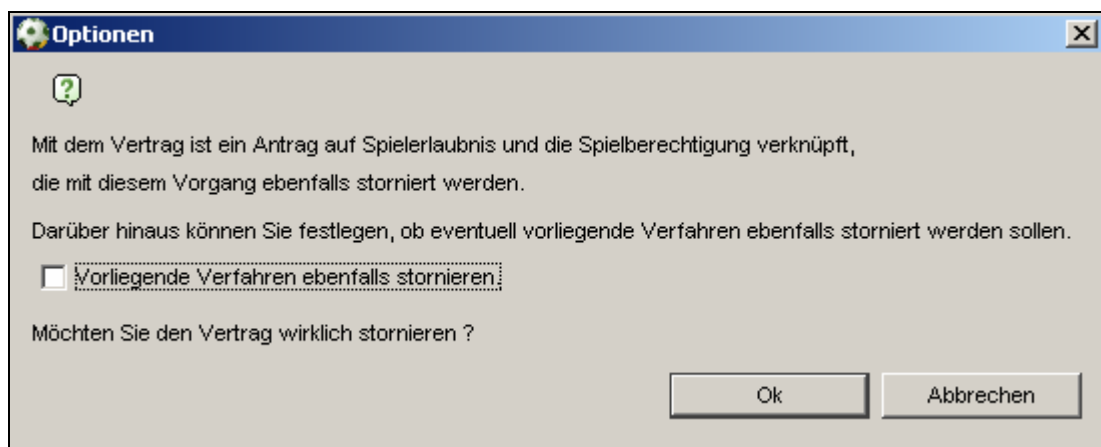 Optionen
Mit dem Vertrag ist ein Antrag auf Spielerlaubnis und die Spielberechtigung verknüpft,
die mit diesem Vorgang ebenfalls storniert werden.
Darüber hinaus können Sie festlegen, ob eventuell vorliegende Verfahren ebenfalls storniert werden sollen.
Vorliegende Verfahren ebenfalls stornieren.
Möchten Sie den Vertrag wirklich stornieren ?
Ok Abbrechen